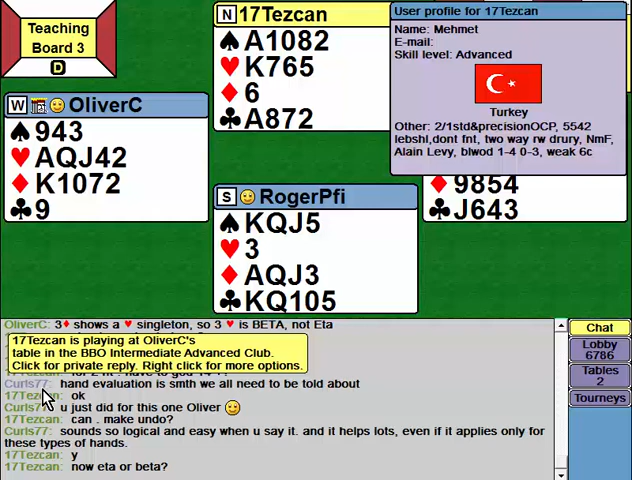 Teaching
Board 3
D
N 17Tezcan
♠ A1082
♥ K765
♦ 6
♣ A872
User profile for 17Tezcan
Name: Mehmet
E-mail:
Skill level: Advanced
Turkey
Other: 2/1std&precisionOCP, 5542
lebshl,dont fnt, two way rw drury, NmF,
Alain Levy, blwod 1-4 0-3, weak 6c
W OliverC
♠ 943
♥ AQJ42
♦ K1072
♣ 9
♦ 9854
♣ J643
S RogerPfi
♠ KQJ5
♥ 3
♦ AQJ3
♣ KQ105
OliverC: 3♦ shows a ♥ singleton, so 3 ♥ is BETA, not Eta
17Tezcan is playing at OliverC's
table in the BBO Intermediate Advanced Club.
Click for private reply. Right click for more options.
Curls77: hand evaluation is smth we all need to be told about
17Tezcan: ok
Curls77: u just did for this one Oliver
17Tezcan: can . make undo?
Curls77: sounds so logical and easy when u say it. and it helps lots, even if it applies only for
these types of hands.
17Tezcan: y
17Tezcan: now eta or beta?
Chat
Lobby
6786
Tables
2
Tourneys